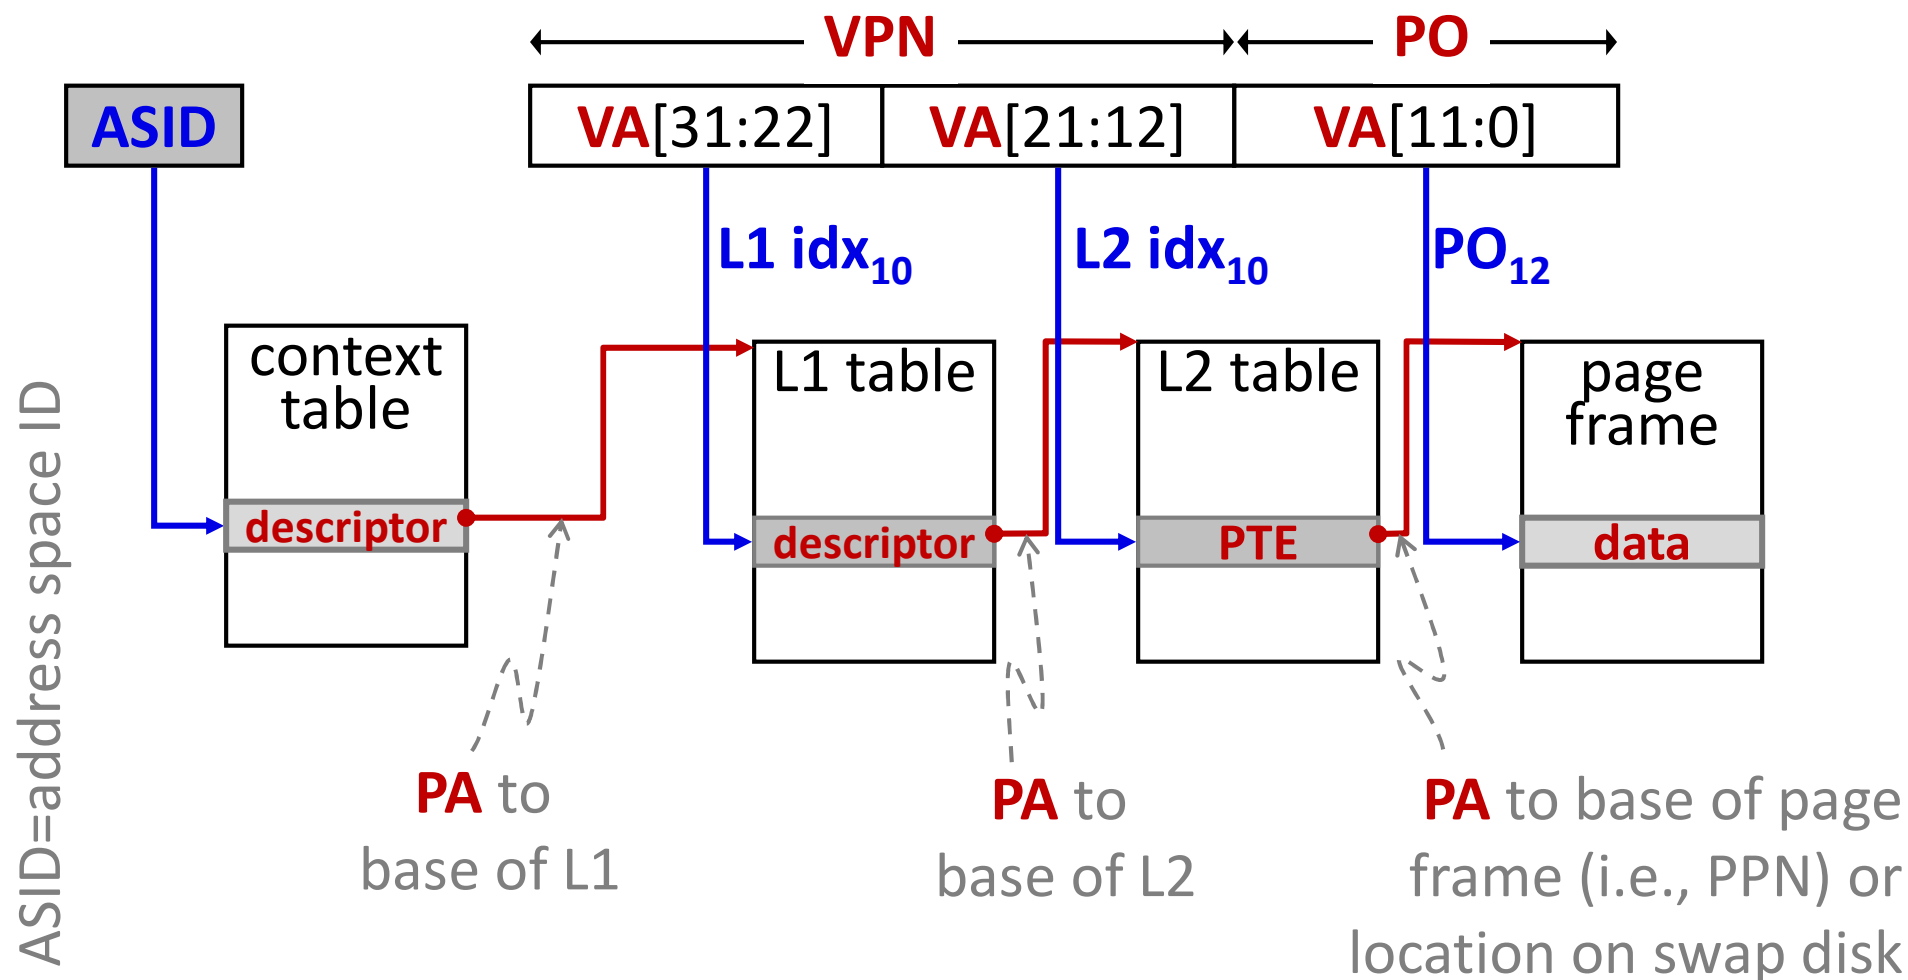 VPN
PO
ASID
VA[31:22]
VA[21:12]
VA[11:0]
L1 idx10
L2 idx10
PO12
context
table
L1 table
L2 table
page
frame
descriptor
descriptor
PTE
data
ASID=address space ID
PA to
base of L1
PA to
base of L2
PA to base of page
frame (i.e., PPN) or
location on swap disk